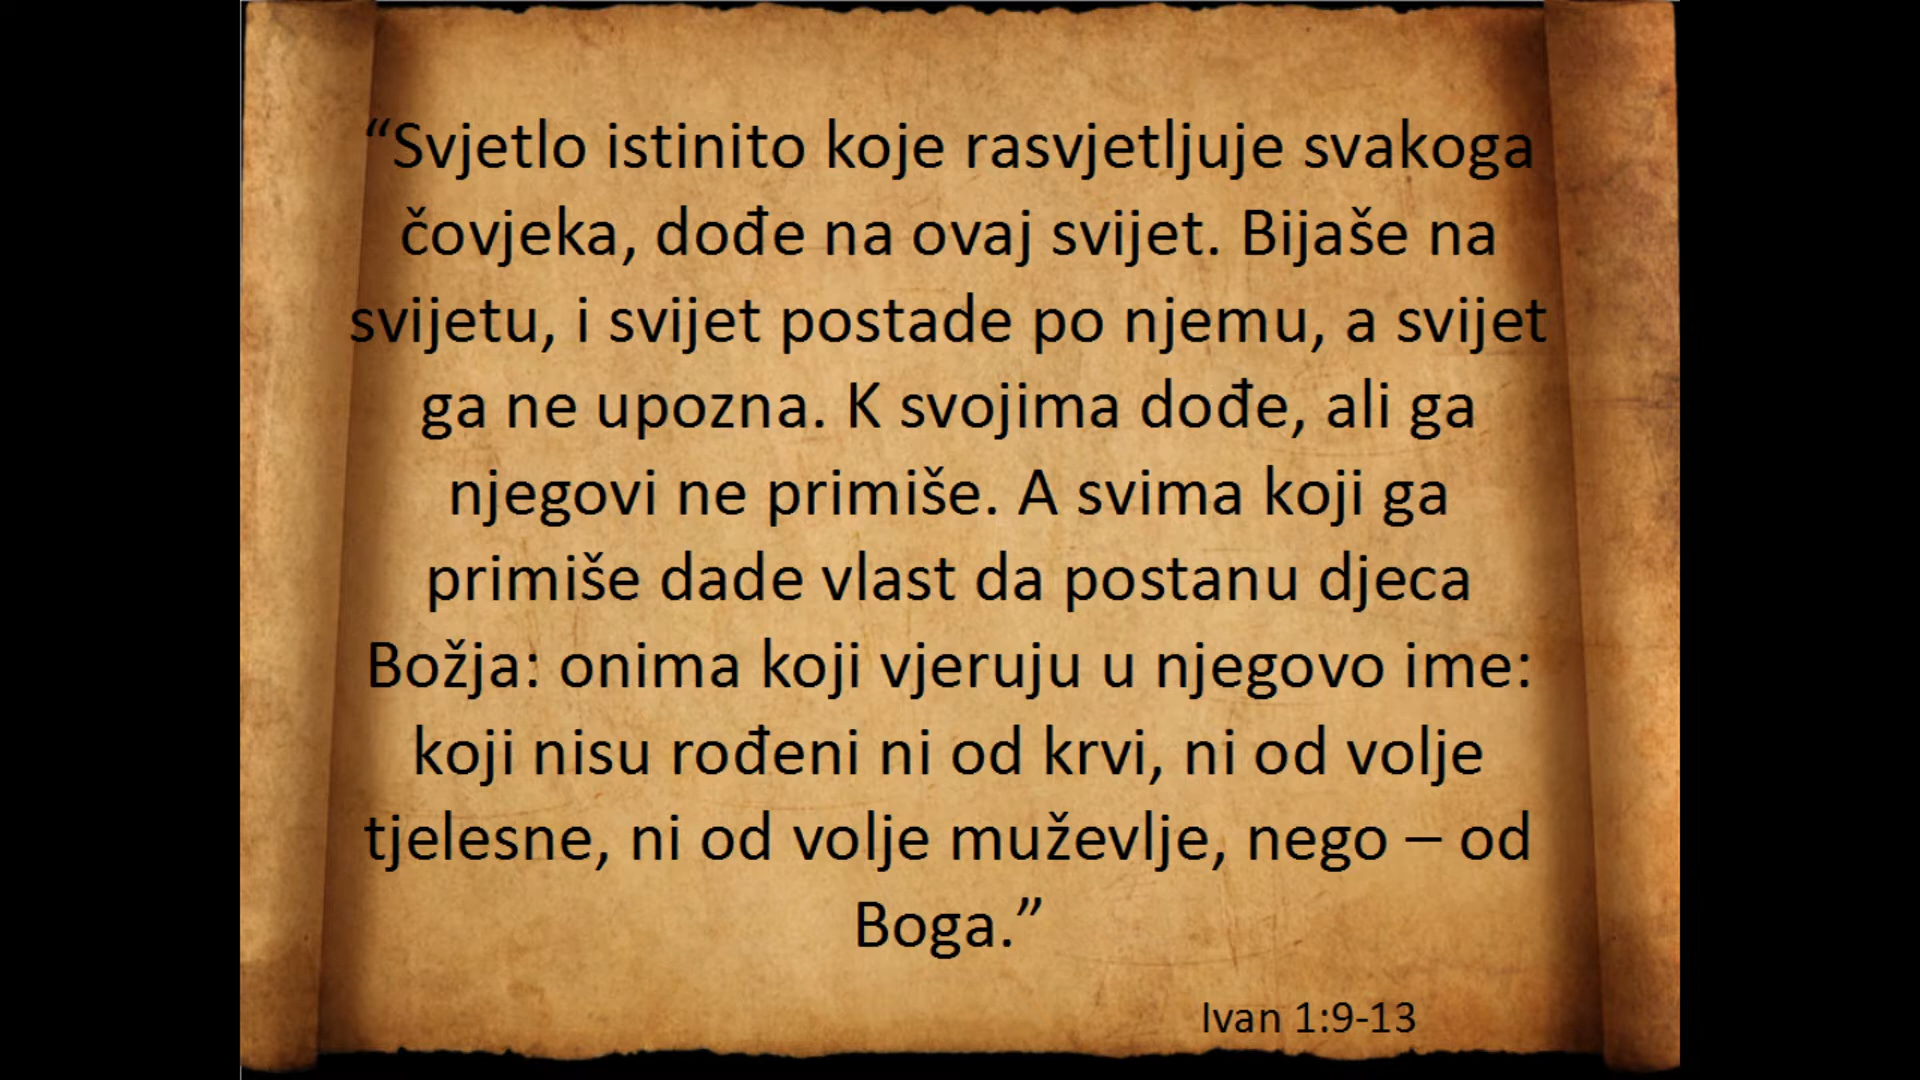 “Svjetlo istinito koje rasvjetljuje svakoga
čovjeka, dođe na ovaj svijet. Bijaše na
svijetu, i svijet postade po njemu, a svijet
ga ne upozna. K svojima dođe, ali ga
njegovi ne primiše. A svima koji ga
primiše dade vlast da postanu djeca
Božja: onima koji vjeruju u njegovo ime:
koji nisu rođeni ni od krvi, ni od volje
tjelesne, ni od volje muževlje, nego – od
Boga.”
Ivan 1:9-13